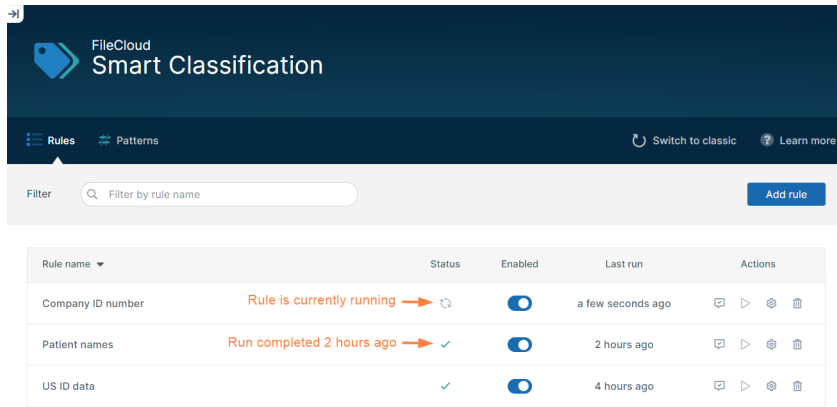 FileCloud
Smart Classification
Rules Patterns Switch to classic ? Learn more
Filter Filter by rule name Add rule
Rule name Status Enabled Last run Actions
Company ID number Rule is currently running a few seconds ago
Patient names Run completed 2 hours ago 2 hours ago
US ID data 4 hours ago